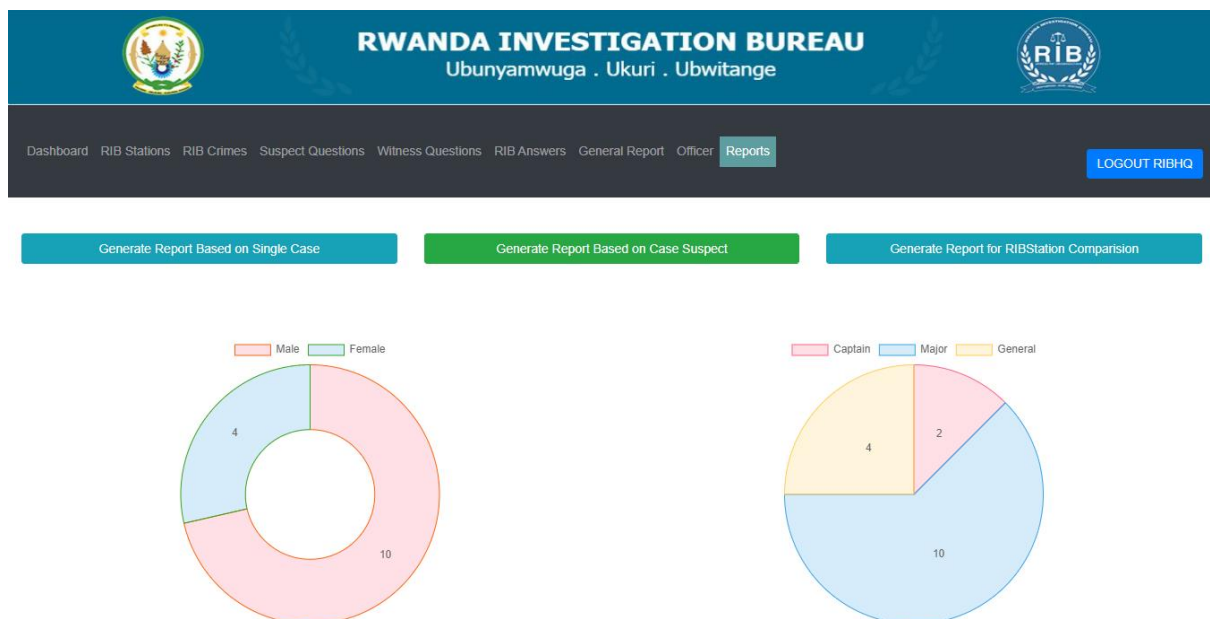 RWANDA INVESTIGATION BUREAU
Ubunyamwuga . Ukuri . Ubwitange
RIB
Dashboard RIB Stations RIB Crimes Suspect Questions Witness Questions RIB Answers General Report Officer Reports
LOGOUT RIBHQ
Generate Report Based on Single Case
Generate Report Based on Case Suspect
Generate Report for RIBStation Comparision
Male Female
4
10
Captain Major General
2
4
10